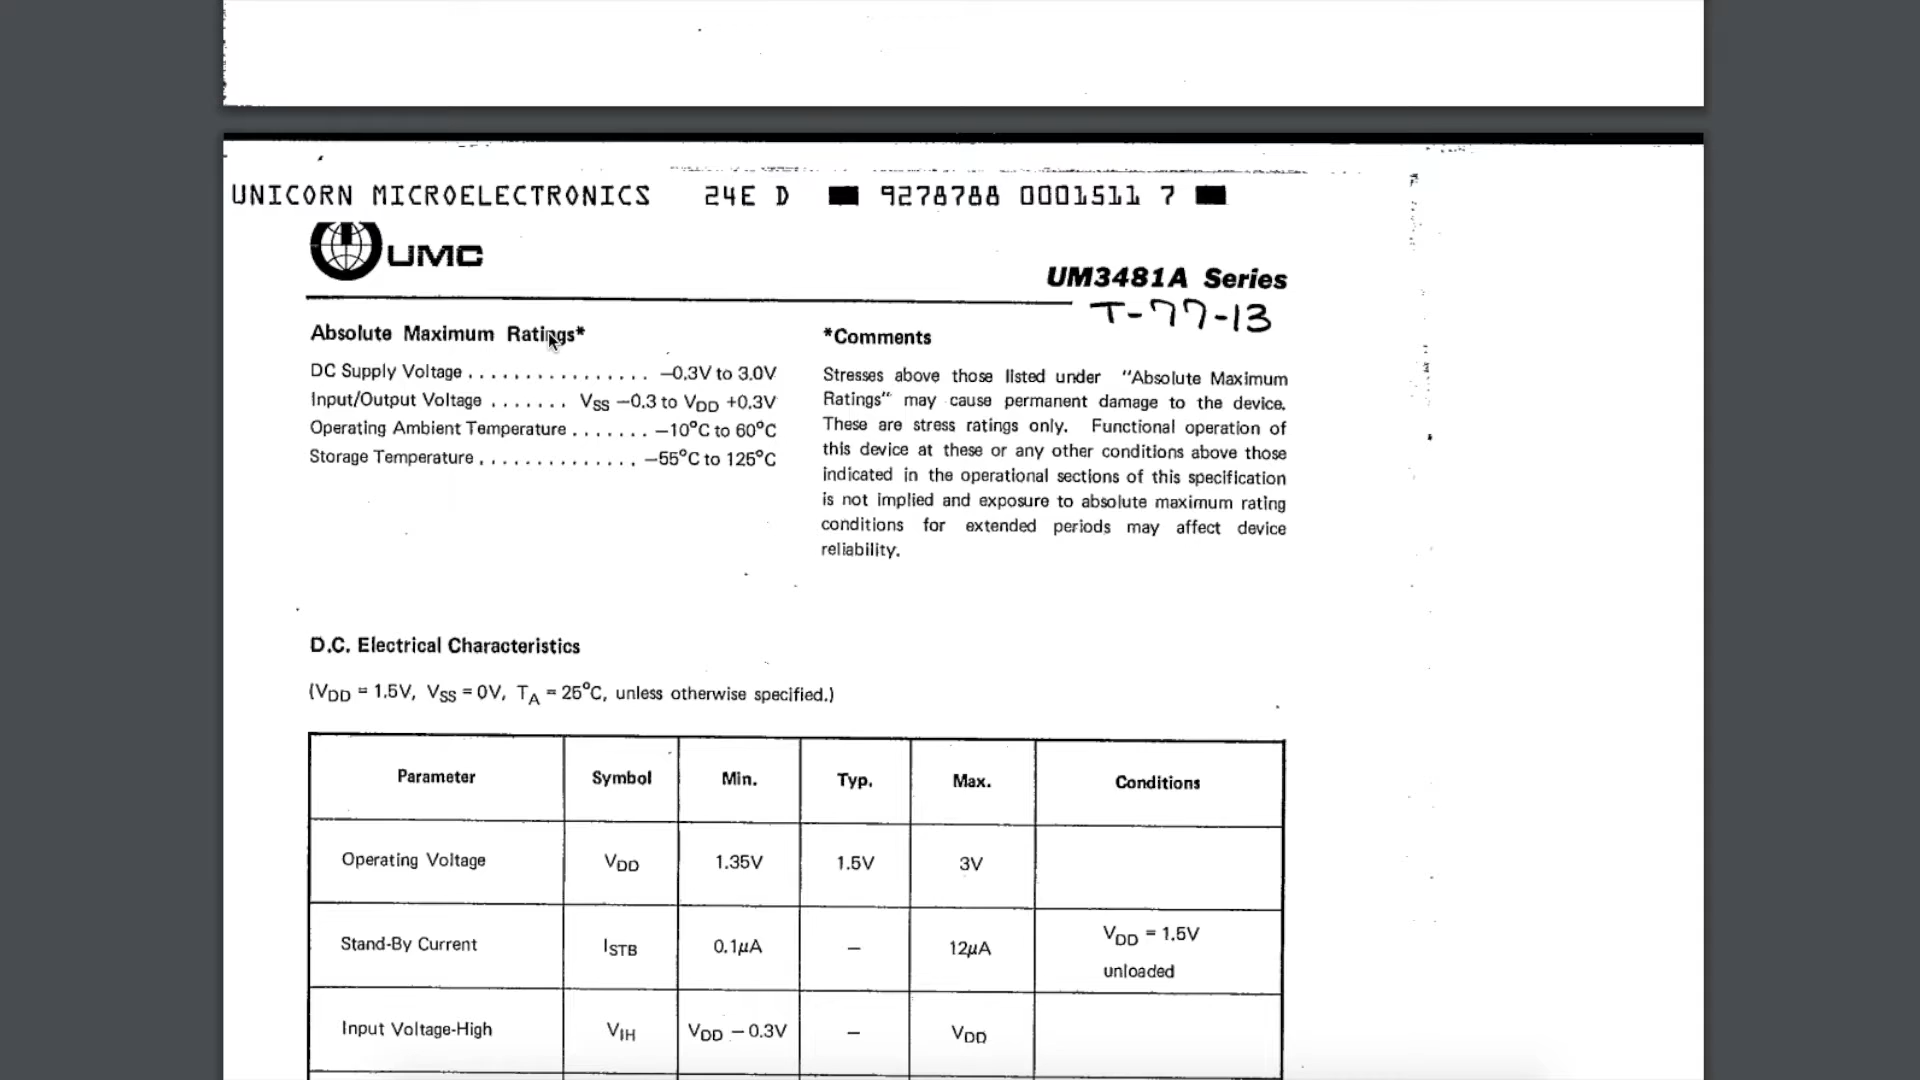 UNICORN MICROELECTRONICS 24E D ■ 9278788 0001511 7 ■
UMC
UM3481A Series
T-77-13
Absolute Maximum Ratings*
DC Supply Voltage . . . . . . . . . . . . . . . . −0.3V to 3.0V
Input/Output Voltage . . . . . . . VSS −0.3 to VDD +0.3V
Operating Ambient Temperature . . . . . . . −10°C to 60°C
Storage Temperature . . . . . . . . . . . . . . −55°C to 125°C
*Comments
Stresses above those listed under "Absolute Maximum
Ratings" may cause permanent damage to the device.
These are stress ratings only. Functional operation of
this device at these or any other conditions above those
indicated in the operational sections of this specification
is not implied and exposure to absolute maximum rating
conditions for extended periods may affect device
reliability.
D.C. Electrical Characteristics
(VDD = 1.5V, VSS = 0V, TA = 25°C, unless otherwise specified.)
Parameter Symbol Min. Typ. Max. Conditions
Operating Voltage VDD 1.35V 1.5V 3V
Stand-By Current ISTB 0.1μA — 12μA VDD = 1.5V
unloaded
Input Voltage-High VIH VDD − 0.3V — VDD